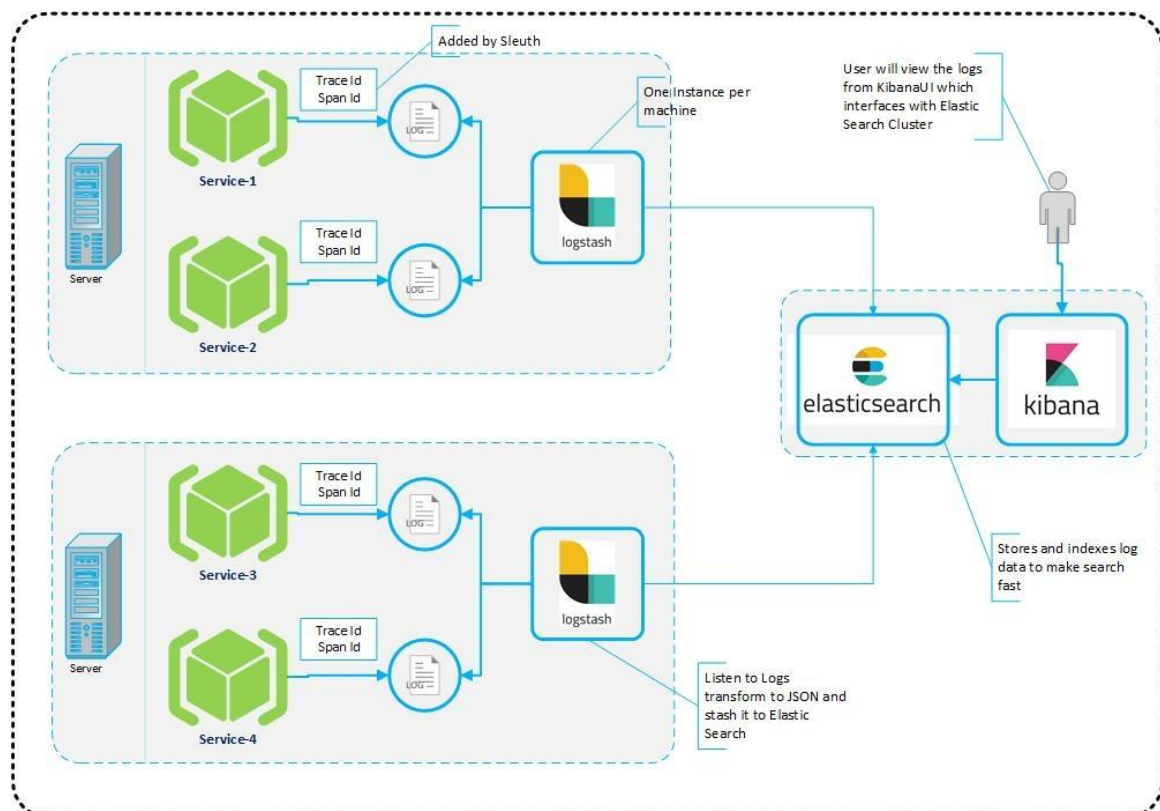 Added by Sleuth
Trace Id
Span Id
LOG
Service-1
One Instance per
machine
logstash
Server
Trace Id
Span Id
LOG
Service-2
User will view the logs
from KibanaUI which
interfaces with Elastic
Search Cluster
elasticsearch
kibana
Trace Id
Span Id
LOG
Service-3
logstash
Server
Trace Id
Span Id
LOG
Service-4
Stores and indexes log
data to make search
fast
Listen to Logs
transform to JSON and
stash it to Elastic
Search